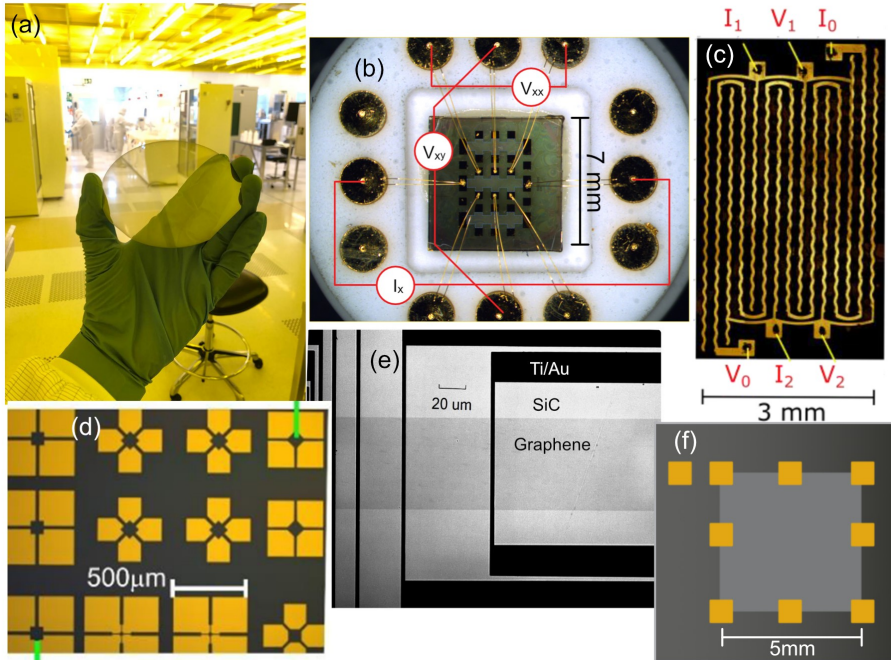 (a)
(b)
Vxx
Vxy
7 mm
Ix
I1 V1 I0
(c)
V0 I2 V2
3 mm
(d)
500μm
(e)
Ti/Au
20 um
SiC
Graphene
(f)
5mm